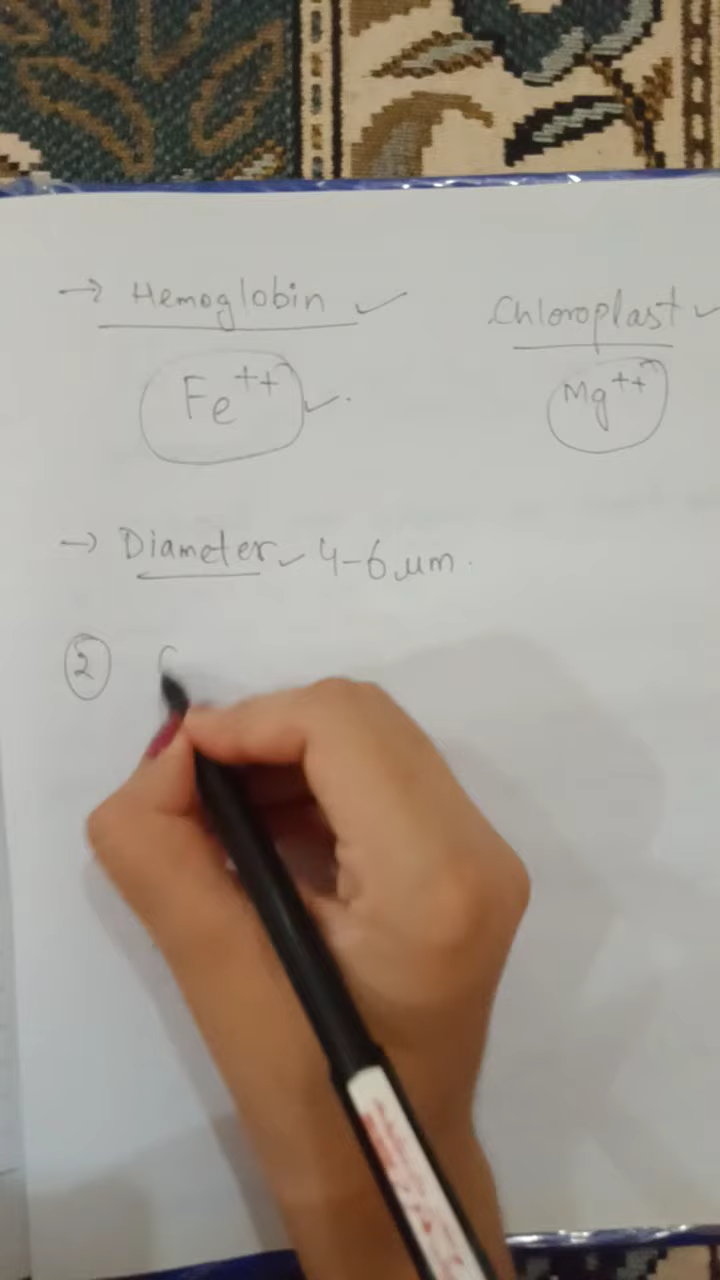 → Hemoglobin ✓ Chloroplast ✓
Fe++ ✓. Mg++
→ Diameter ✓ 4-6 μm.
②